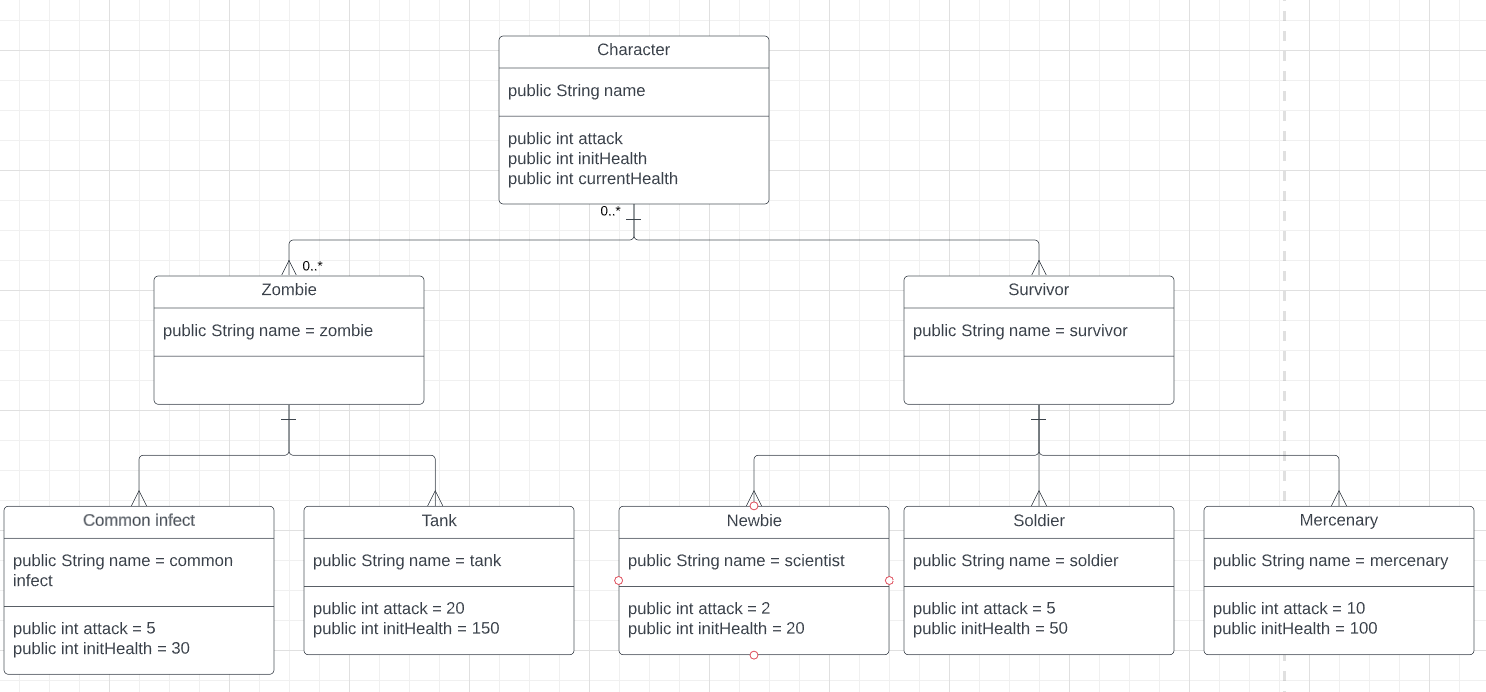 Character
public String name
public int attack
public int initHealth
public int currentHealth
0..*
0..*
Zombie
public String name = zombie
Survivor
public String name = survivor
Common infect
public String name = common
infect
public int attack = 5
public int initHealth = 30
Tank
public String name = tank
public int attack = 20
public int initHealth = 150
Newbie
public String name = scientist
public int attack = 2
public int initHealth = 20
Soldier
public String name = soldier
public int attack = 5
public initHealth = 50
Mercenary
public String name = mercenary
public int attack = 10
public initHealth = 100